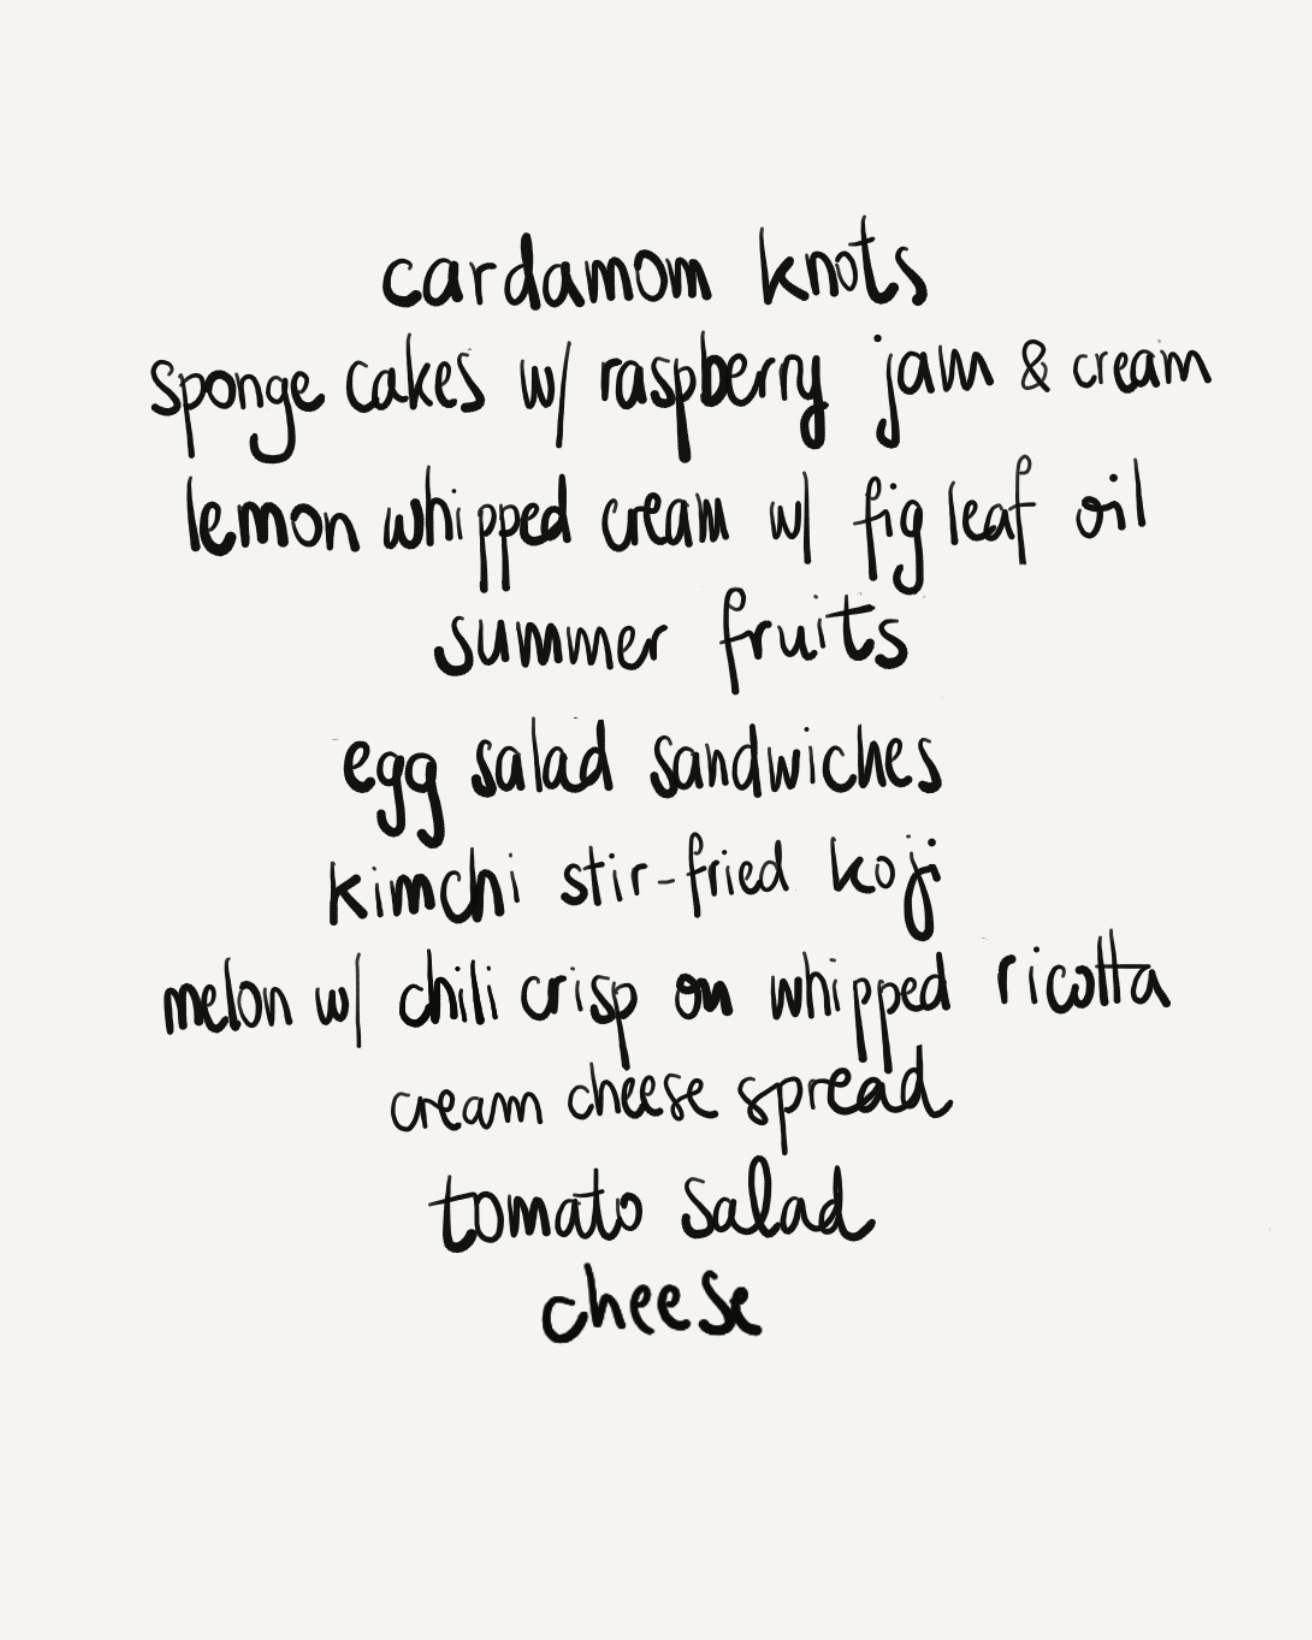 cardamom knots
sponge cakes w/ raspberry jam & cream
lemon whipped cream w/ fig leaf oil
summer fruits
egg salad sandwiches
kimchi stir-fried koji
melon w/ chili crisp on whipped ricotta
cream cheese spread
tomato salad
cheese